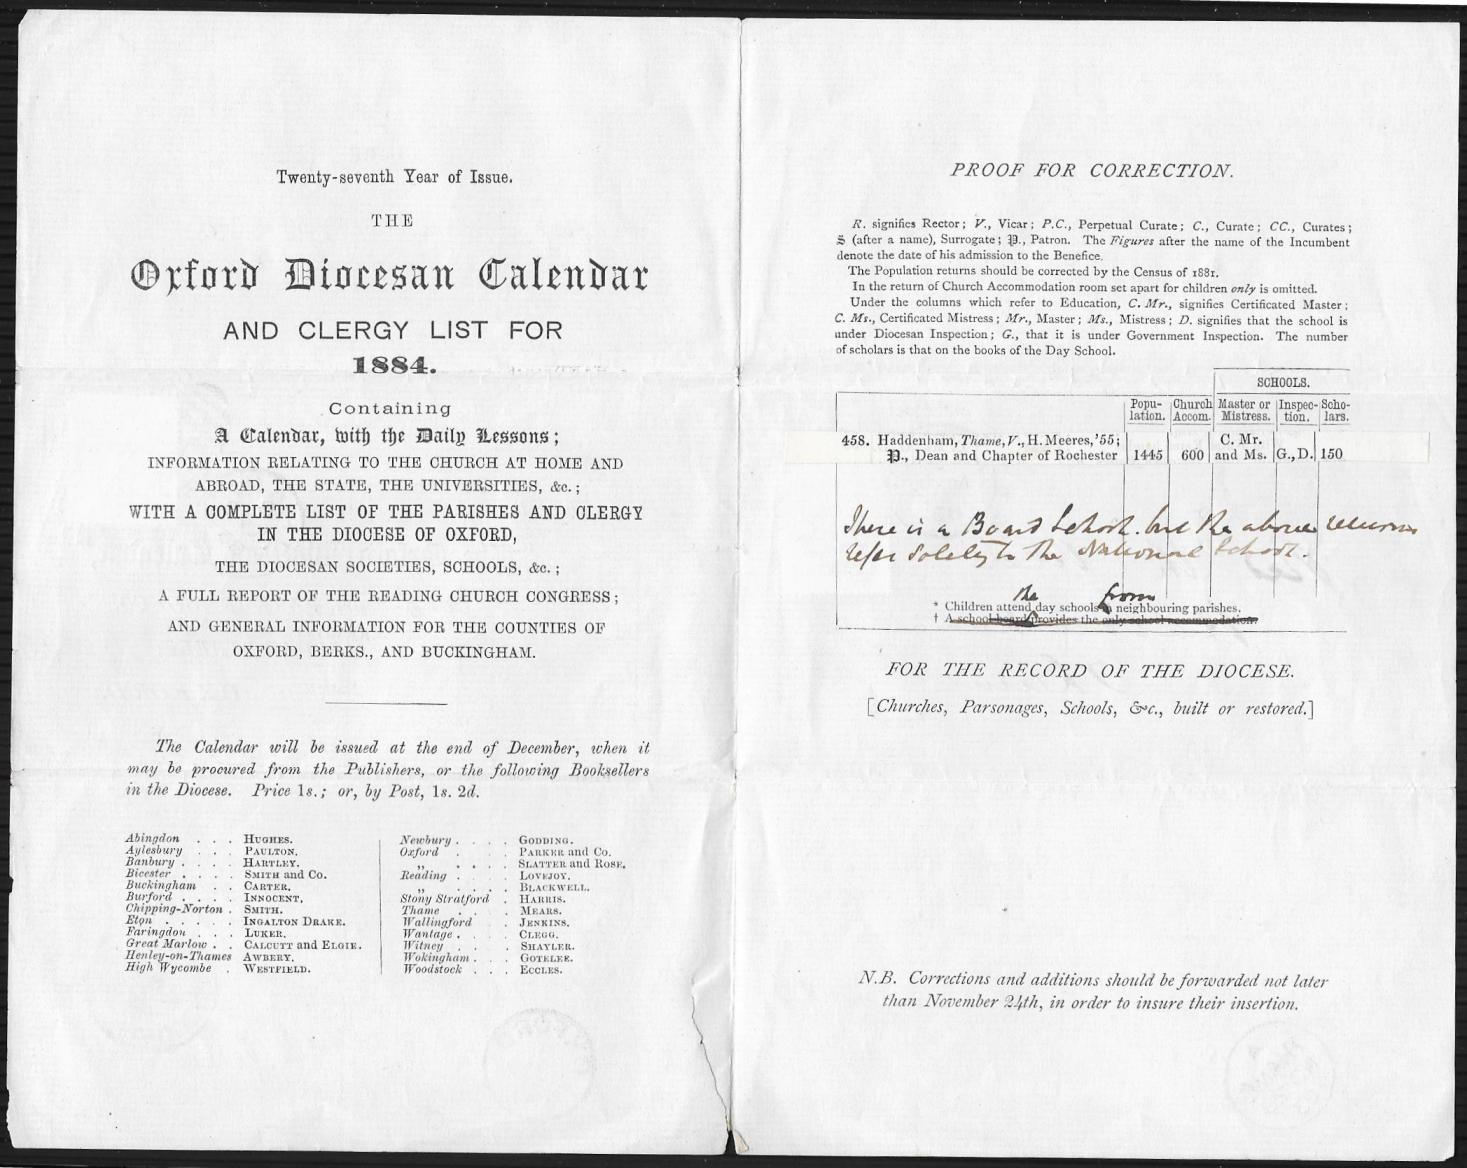 Twenty-seventh Year of Issue.
THE
Oxford Diocesan Calendar
AND CLERGY LIST FOR
1884.
Containing
A Calendar, with the Daily Lessons;
INFORMATION RELATING TO THE CHURCH AT HOME AND
ABROAD, THE STATE, THE UNIVERSITIES, &c.;
WITH A COMPLETE LIST OF THE PARISHES AND CLERGY
IN THE DIOCESE OF OXFORD,
THE DIOCESAN SOCIETIES, SCHOOLS, &c.;
A FULL REPORT OF THE READING CHURCH CONGRESS;
AND GENERAL INFORMATION FOR THE COUNTIES OF
OXFORD, BERKS., AND BUCKINGHAM.
The Calendar will be issued at the end of December, when it
may be procured from the Publishers, or the following Booksellers
in the Diocese. Price 1s.; or, by Post, 1s. 2d.
Abingdon . . . HUGHES.
Aylesbury . . . PAULTON.
Banbury . . . . HARTLEY.
Bicester . . . . SMITH and Co.
Buckingham . . CARTER.
Burford . . . . INNOCENT.
Chipping-Norton . SMITH.
Eton . . . . . INGALTON DRAKE.
Faringdon . . . LUKER.
Great Marlow . . CALCUTT and ELGIE.
Henley-on-Thames AWBERY.
High Wycombe . WESTFIELD.
Newbury . . . . GODDING.
Oxford . . . PARKER and Co.
„ . . . . SLATTER and ROSE.
Reading . . . . LOVEJOY.
„ . . . . BLACKWELL.
Stony Stratford . HARRIS.
Thame . . . MEARS.
Wallingford . JENKINS.
Wantage . . . . CLEGG.
Witney . . . SHAYLER.
Wokingham . . . GOTELEE.
Woodstock . . . ECCLES.
PROOF FOR CORRECTION.
R. signifies Rector; V., Vicar; P.C., Perpetual Curate; C., Curate; CC., Curates;
S (after a name), Surrogate; P., Patron. The Figures after the name of the Incumbent
denote the date of his admission to the Benefice.
The Population returns should be corrected by the Census of 1881.
In the return of Church Accommodation room set apart for children only is omitted.
Under the columns which refer to Education, C. Mr., signifies Certificated Master;
C. Ms., Certificated Mistress; Mr., Master; Ms., Mistress; D. signifies that the school is
under Diocesan Inspection; G., that it is under Government Inspection. The number
of scholars is that on the books of the Day School.
SCHOOLS.
Popu- Church Master or Inspec- Scho-
lation. Accom. Mistress. tion. lars.
458. Haddenham, Thame, V., H. Meeres, '55; C. Mr.
P., Dean and Chapter of Rochester 1445 600 and Ms. G., D. 150
There is a Board School. but the above returns
refer solely to the National School.
the from
* Children attend day schools in neighbouring parishes.
† A school board provides the only school accommodation.
FOR THE RECORD OF THE DIOCESE.
[Churches, Parsonages, Schools, &c., built or restored.]
N.B. Corrections and additions should be forwarded not later
than November 24th, in order to insure their insertion.